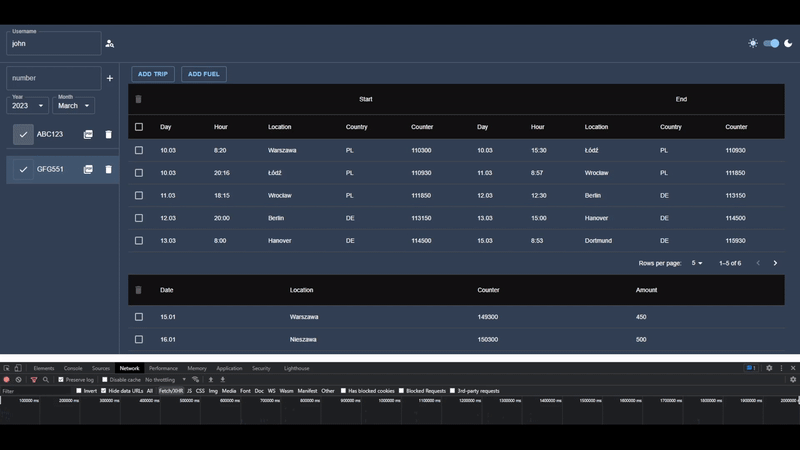 Username
john
number
Year
Month
2023
March
ABC123
GFG551
ADD TRIP
ADD FUEL
Start
End
Day Hour Location Country Counter Day Hour Location Country Counter
10.03 8:20 Warszawa PL 110300 10.03 15:30 Łódź PL 110930
10.03 20:16 Łódź PL 110930 11.03 8:57 Wrocław PL 111850
11.03 18:15 Wrocław PL 111850 12.03 12:30 Berlin DE 113150
12.03 20:00 Berlin DE 113150 13.03 15:00 Hanover DE 114500
13.03 8:00 Hanover DE 114500 15.03 8:53 Dortmund DE 115930
Rows per page: 5 1–5 of 6
Date Location Counter Amount
15.01 Warszawa 149300 450
16.01 Nieszawa 150300 500
Elements Console Sources Network Performance Memory Application Security Lighthouse 1
Preserve log Disable cache No throttling
Filter Invert Hide data URLs All Fetch/XHR JS CSS Img Media Font Doc WS Wasm Manifest Other Has blocked cookies Blocked Requests 3rd-party requests
100000 ms 200000 ms 300000 ms 400000 ms 500000 ms 600000 ms 700000 ms 800000 ms 900000 ms 1000000 ms 1100000 ms 1200000 ms 1300000 ms 1400000 ms 1500000 ms 1600000 ms 1700000 ms 1800000 ms 1900000 ms